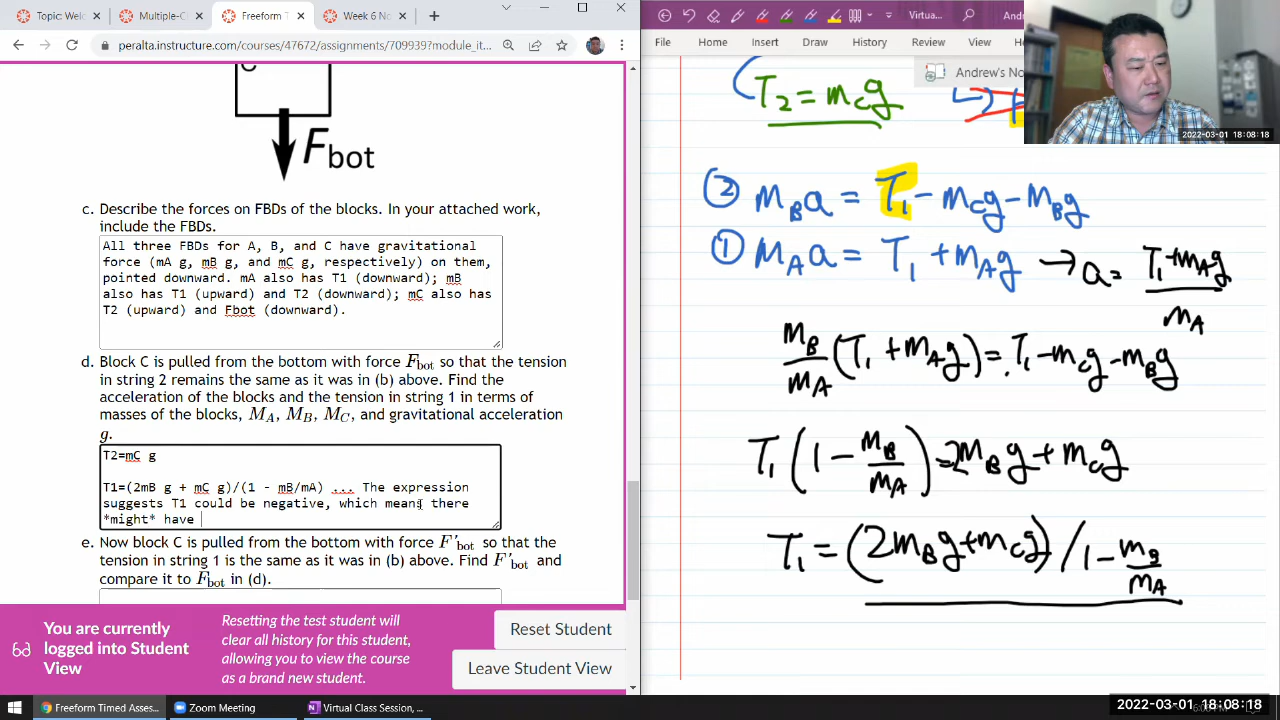 Topic Welc
Multiple-C
Freeform T
Week 6 No
peralta.instructure.com/courses/47672/assignments/709939?module_it...
C
F bot
c. Describe the forces on FBDs of the blocks. In your attached work,
include the FBDs.
All three FBDs for A, B, and C have gravitational
force (mA g, mB g, and mC g, respectively) on them,
pointed downward. mA also has T1 (downward); mB
also has T1 (upward) and T2 (downward); mC also has
T2 (upward) and Fbot (downward).
d. Block C is pulled from the bottom with force F bot so that the tension
in string 2 remains the same as it was in (b) above. Find the
acceleration of the blocks and the tension in string 1 in terms of
masses of the blocks, M_A, M_B, M_C, and gravitational acceleration
g.
T2=mC g
T1=(2mB g + mC g)/(1 - mB/mA) ... The expression
suggests T1 could be negative, which means there
*might* have
e. Now block C is pulled from the bottom with force F'bot so that the
tension in string 1 is the same as it was in (b) above. Find F'bot and
compare it to F bot in (d).
You are currently
logged into Student
View
Resetting the test student will
clear all history for this student,
allowing you to view the course
as a brand new student.
Reset Student
Leave Student View
Freeform Timed Asses...
Zoom Meeting
Virtual Class Session, ...
Virtua...
And
File
Home
Insert
Draw
History
Review
View
Andrew's No
2022-03-01 18:08:18
T₂ = m_C g
② m_B a = T₁ - m_C g - m_B g
① m_A a = T₁ + m_A g → a = (T₁ + m_A g)/m_A
m_B/m_A (T₁ + m_A g) = T₁ - m_C g - m_B g
T₁ (1 - m_B/m_A) = 2m_B g + m_C g
T₁ = (2m_B g + m_C g) / 1 - m_B/m_A
2022-03-01 18:08:18